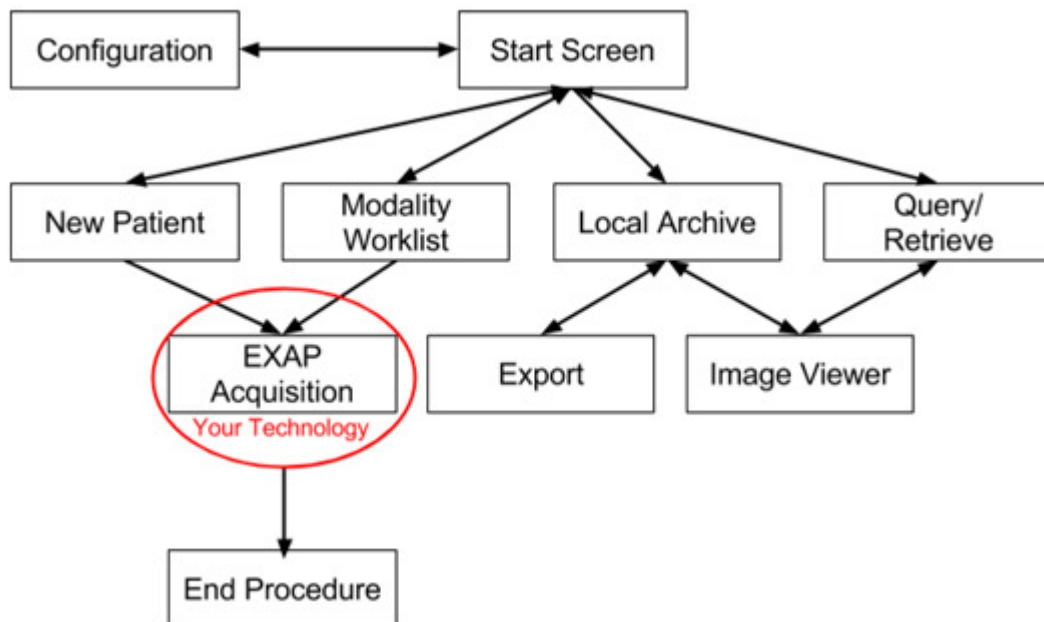 Configuration
Start Screen
New Patient
Modality
Worklist
Local Archive
Query/
Retrieve
EXAP
Acquisition
Your Technology
Export
Image Viewer
End Procedure